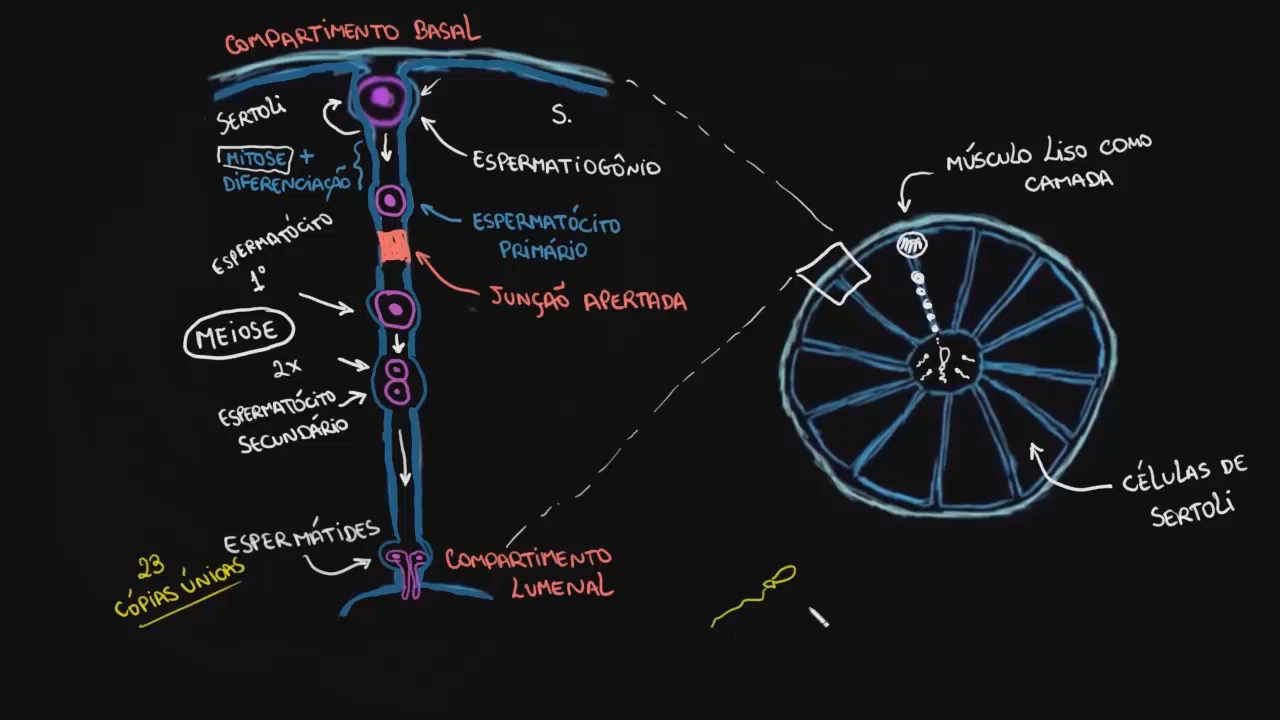 COMPARTIMENTO BASAL
SERTOLI
S.
MITOSE +
DIFERENCIAÇÃO
ESPERMATIOGÔNIO
ESPERMATÓCITO
PRIMÁRIO
ESPERMATÓCITO
1º
JUNÇÃO APERTADA
MEIOSE
2x
ESPERMATÓCITO
SECUNDÁRIO
ESPERMÁTIDES
23
CÓPIAS ÚNICAS
COMPARTIMENTO
LUMENAL
MÚSCULO LISO COMO
CAMADA
CÉLULAS DE
SERTOLI